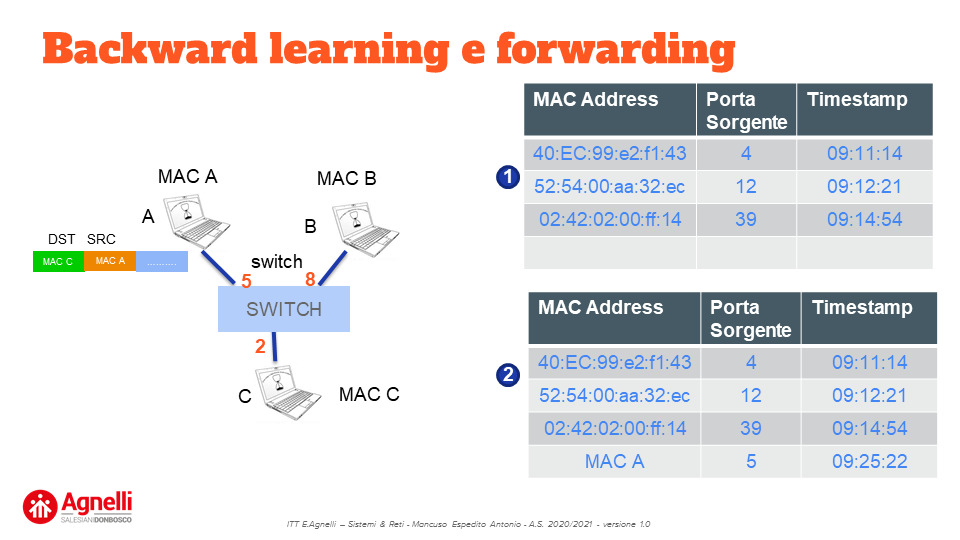 Backward learning e forwarding
MAC Address Porta Sorgente Timestamp
40:EC:99:e2:f1:43 4 09:11:14
1
52:54:00:aa:32:ec 12 09:12:21
02:42:02:00:ff:14 39 09:14:54
MAC A
MAC B
A
B
DST SRC
MAC C MAC A ..........
switch
5
8
SWITCH
2
C
MAC C
MAC Address Porta Sorgente Timestamp
40:EC:99:e2:f1:43 4 09:11:14
2
52:54:00:aa:32:ec 12 09:12:21
02:42:02:00:ff:14 39 09:14:54
MAC A 5 09:25:22
Agnelli
SALESIANIDONBOSCO
ITT E.Agnelli – Sistemi & Reti - Mancuso Espedito Antonio - A.S. 2020/2021 - versione 1.0